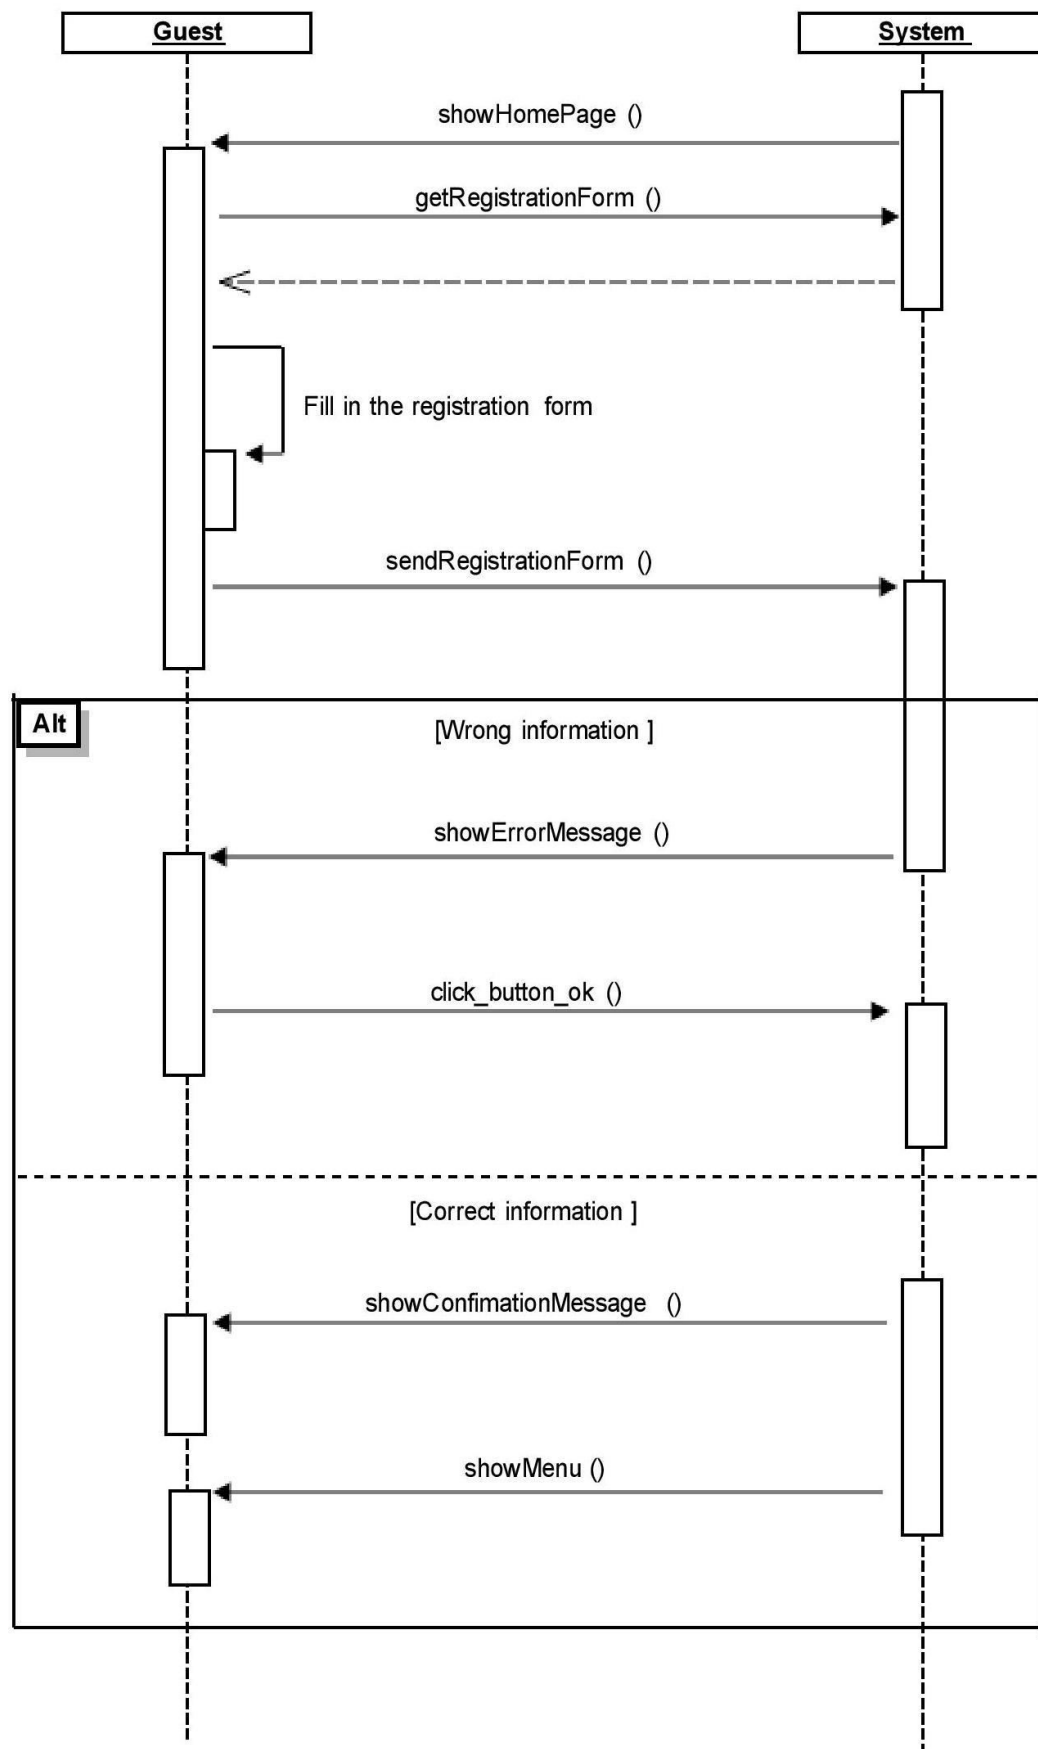 Guest
System
showHomePage ()
getRegistrationForm ()
Fill in the registration form
sendRegistrationForm ()
Alt
[Wrong information ]
showErrorMessage ()
click_button_ok ()
[Correct information ]
showConfimationMessage ()
showMenu ()